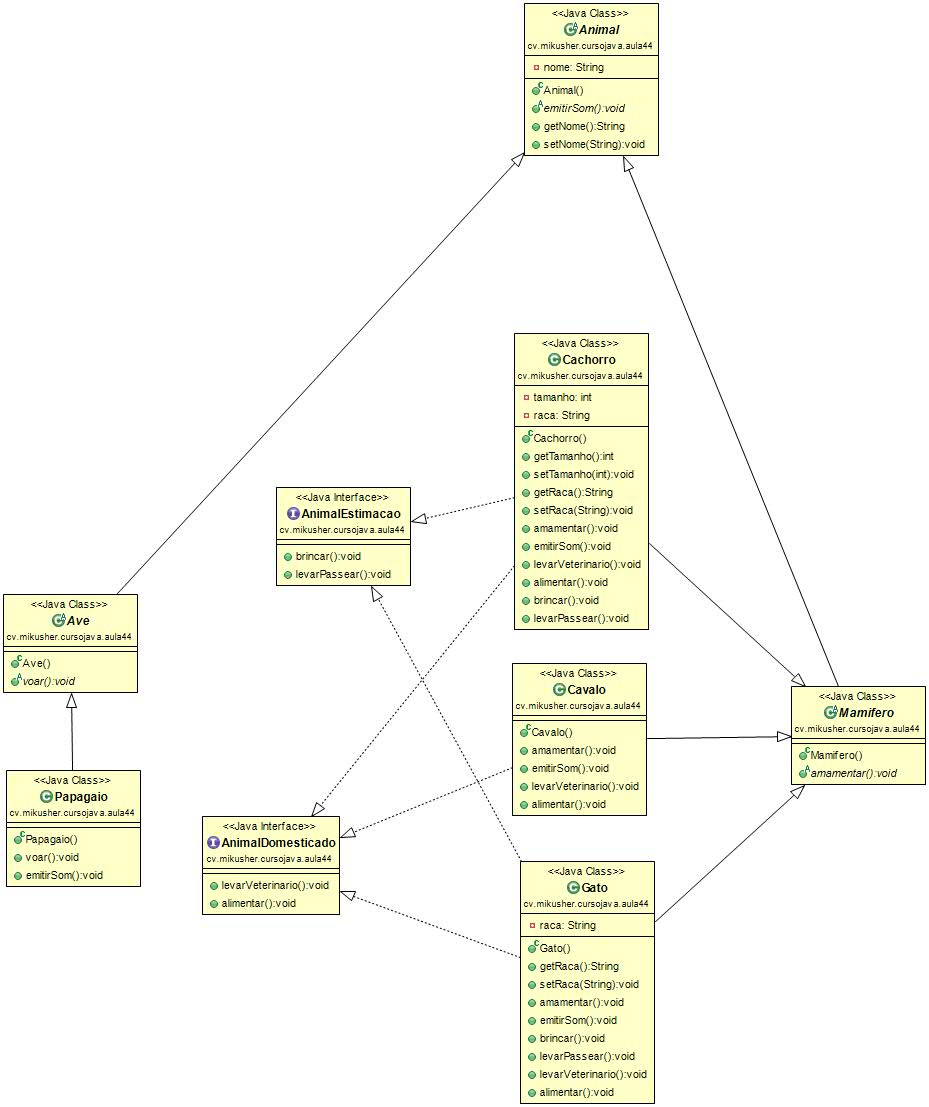 <<Java Class>>
Animal
cv.mikusher.cursojava.aula44
nome: String
Animal()
emitirSom():void
getNome():String
setNome(String):void
<<Java Class>>
Cachorro
cv.mikusher.cursojava.aula44
tamanho: int
raca: String
Cachorro()
getTamanho():int
setTamanho(int):void
getRaca():String
setRaca(String):void
amamentar():void
emitirSom():void
levarVeterinario():void
alimentar():void
brincar():void
levarPassear():void
<<Java Interface>>
AnimalEstimacao
cv.mikusher.cursojava.aula44
brincar():void
levarPassear():void
<<Java Class>>
Ave
cv.mikusher.cursojava.aula44
Ave()
voar():void
<<Java Class>>
Cavalo
cv.mikusher.cursojava.aula44
Cavalo()
amamentar():void
emitirSom():void
levarVeterinario():void
alimentar():void
<<Java Class>>
Mamifero
cv.mikusher.cursojava.aula44
Mamifero()
amamentar():void
<<Java Class>>
Papagaio
cv.mikusher.cursojava.aula44
Papagaio()
voar():void
emitirSom():void
<<Java Interface>>
AnimalDomesticado
cv.mikusher.cursojava.aula44
levarVeterinario():void
alimentar():void
<<Java Class>>
Gato
cv.mikusher.cursojava.aula44
raca: String
Gato()
getRaca():String
setRaca(String):void
amamentar():void
emitirSom():void
brincar():void
levarPassear():void
levarVeterinario():void
alimentar():void